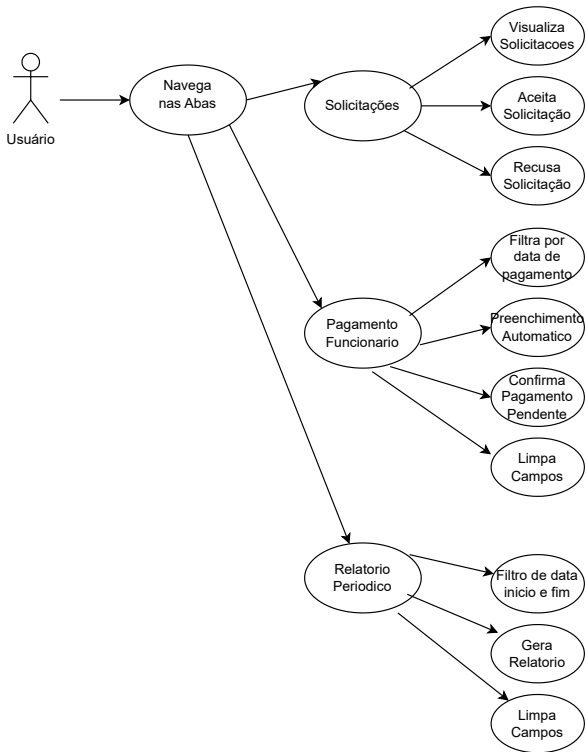 Usuário
Navega
nas Abas
Solicitações
Visualiza
Solicitacoes
Aceita
Solicitação
Recusa
Solicitação
Pagamento
Funcionario
Filtra por
data de
pagamento
Preenchimento
Automatico
Confirma
Pagamento
Pendente
Limpa
Campos
Relatorio
Periodico
Filtro de data
inicio e fim
Gera
Relatorio
Limpa
Campos